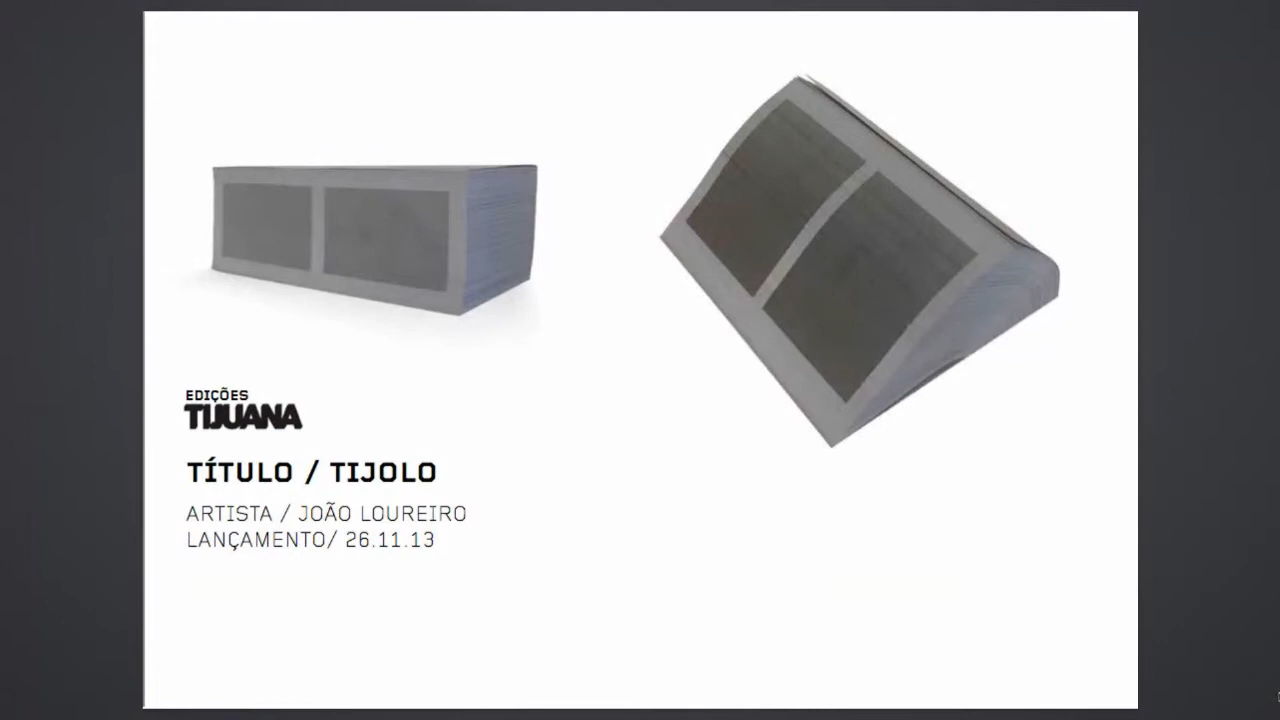 EDIÇÕES
TIJUANA
TÍTULO / TIJOLO
ARTISTA / JOÃO LOUREIRO
LANÇAMENTO/ 26.11.13